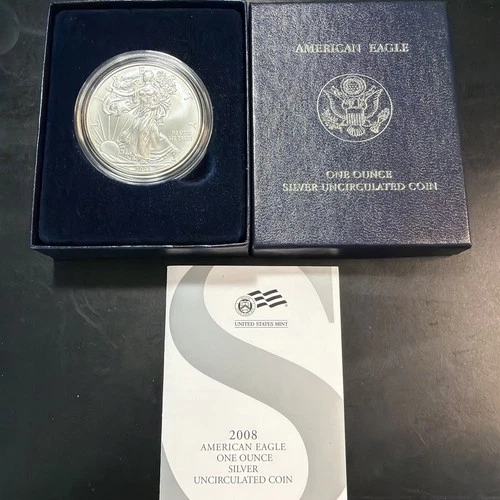 AMERICAN EAGLE
ONE OUNCE
SILVER UNCIRCULATED COIN
UNITED STATES MINT
2008
AMERICAN EAGLE
ONE OUNCE
SILVER
UNCIRCULATED COIN